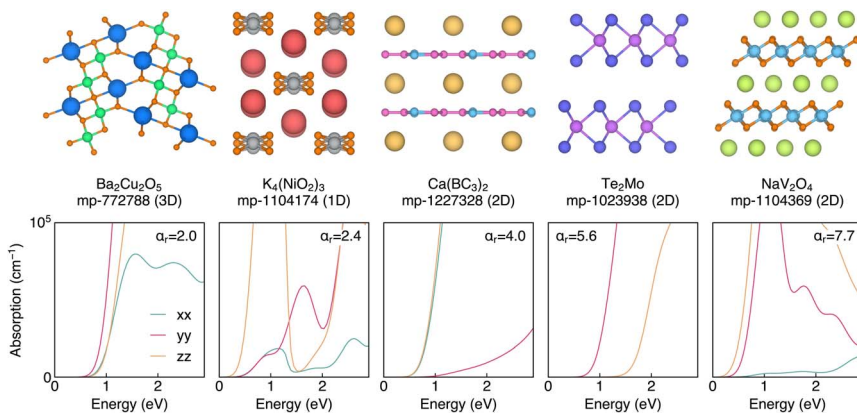 Ba₂Cu₂O₅
mp-772788 (3D)
K₄(NiO₂)₃
mp-1104174 (1D)
Ca(BC₃)₂
mp-1227328 (2D)
Te₂Mo
mp-1023938 (2D)
NaV₂O₄
mp-1104369 (2D)
Absorption (cm⁻¹)
10⁵
0
αᵣ=2.0
xx
yy
zz
0 1 2
Energy (eV)
αᵣ=2.4
0 1 2
Energy (eV)
αᵣ=4.0
0 1 2
Energy (eV)
αᵣ=5.6
0 1 2
Energy (eV)
αᵣ=7.7
0 1 2
Energy (eV)